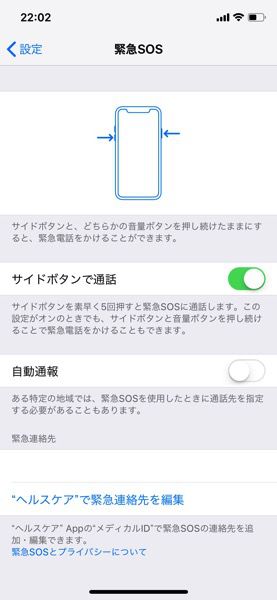 22:02
設定
緊急SOS
サイドボタンと、どちらかの音量ボタンを押し続けたままにす
ると、緊急電話をかけることができます。
サイドボタンで通話
サイドボタンを素早く5回押すと緊急SOSに通話します。この
設定がオンのときでも、サイドボタンと音量ボタンを押し続け
ることで緊急電話をかけることもできます。
自動通報
ある特定の地域では、緊急SOSを使用したときに通話先を指定
する必要があることもあります。
緊急連絡先
“ヘルスケア”で緊急連絡先を編集
“ヘルスケア” Appの“メディカルID”で緊急SOSの連絡先を追
加・編集できます。
緊急SOSとプライバシーについて